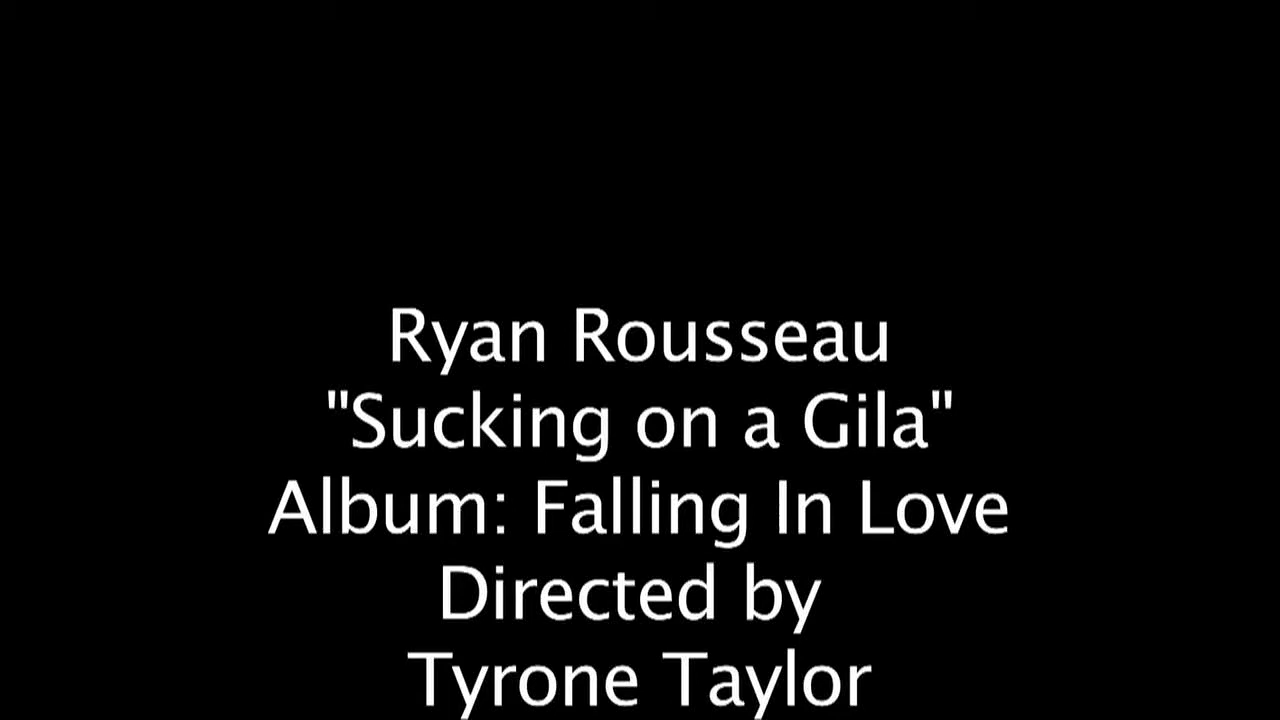 Ryan Rousseau
"Sucking on a Gila"
Album: Falling In Love
Directed by
Tyrone Taylor